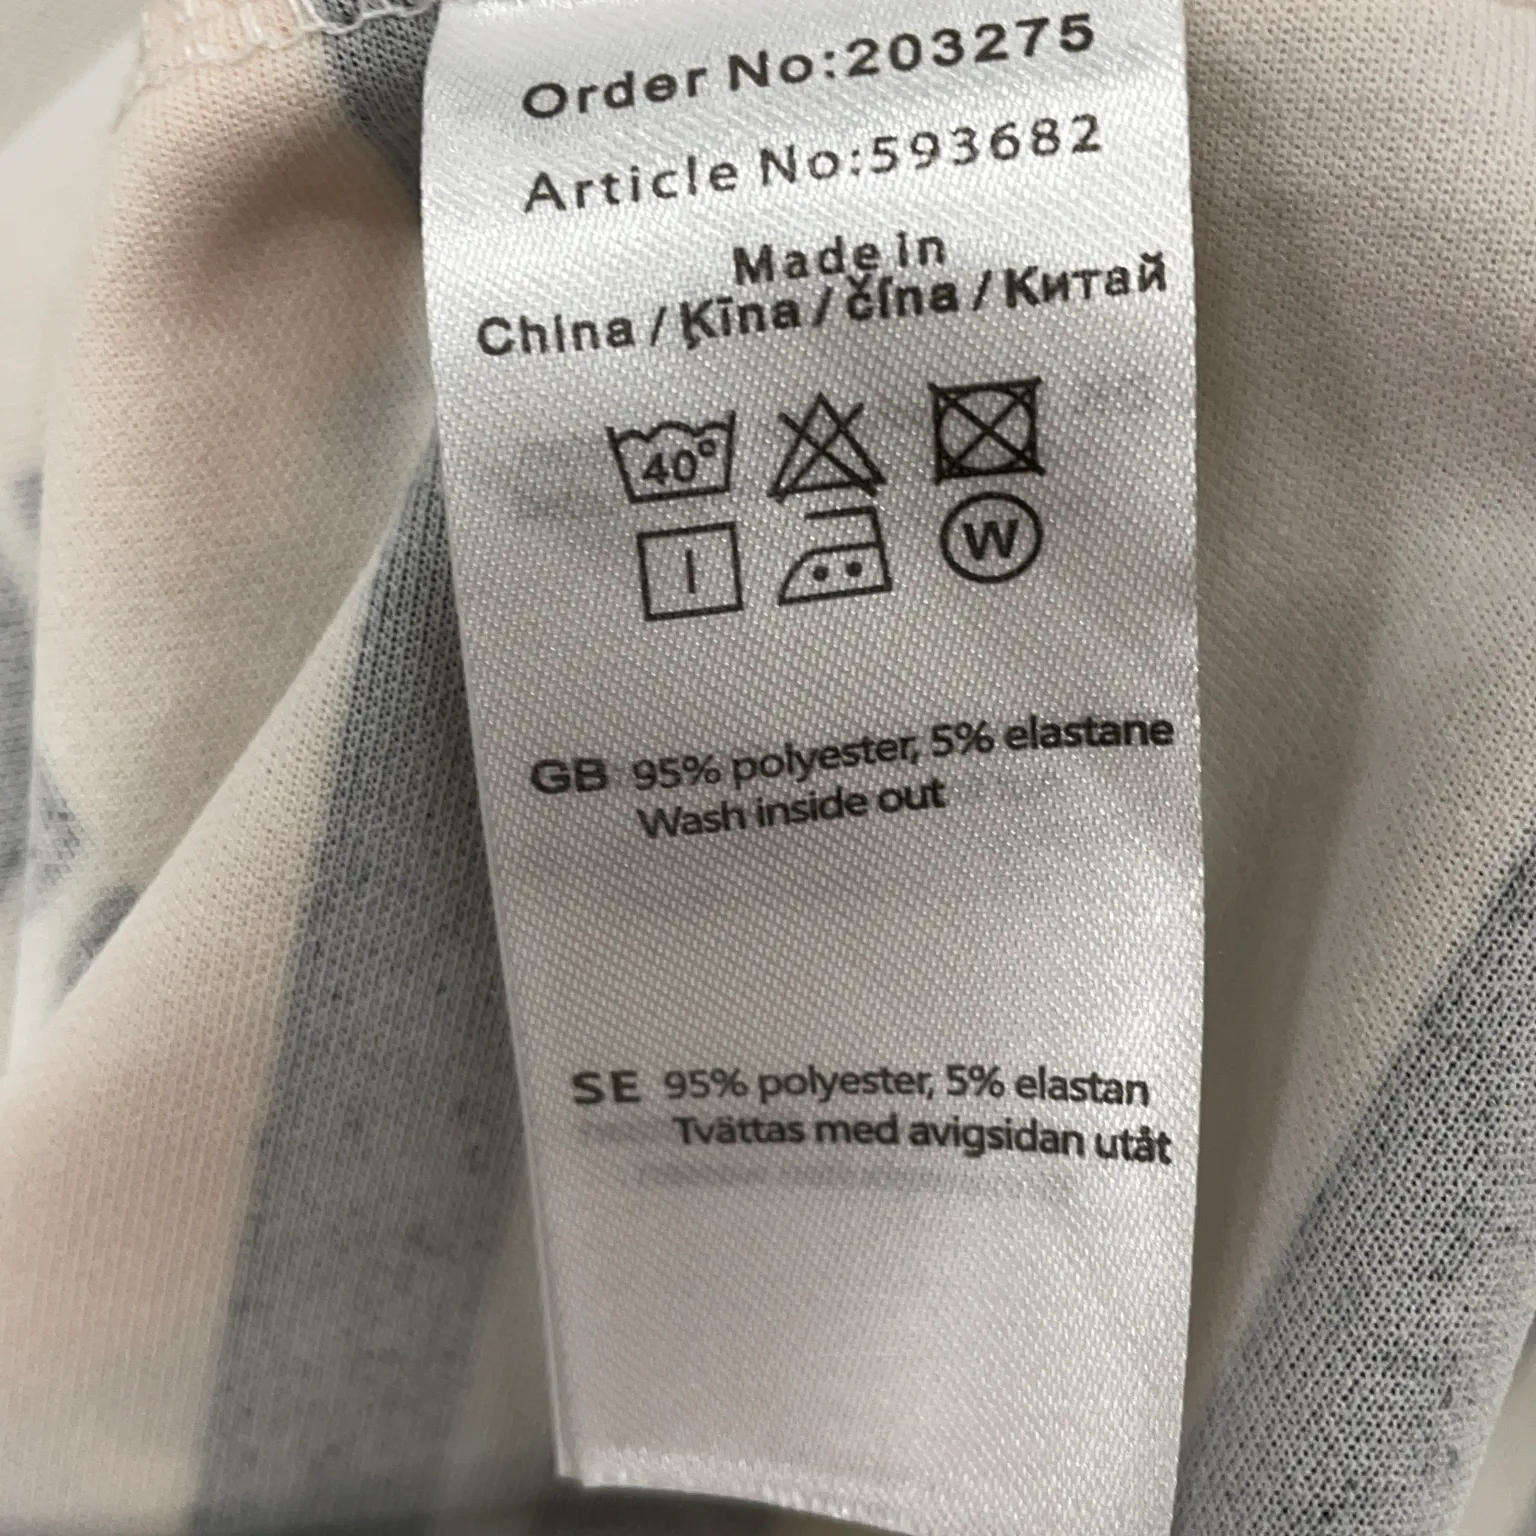 Order No:203275
Article No:593682
Made in
China / Ķīna / čína / Китай
40°
W
GB 95% polyester, 5% elastane
Wash inside out
SE 95% polyester, 5% elastan
Tvättas med avigsidan utåt